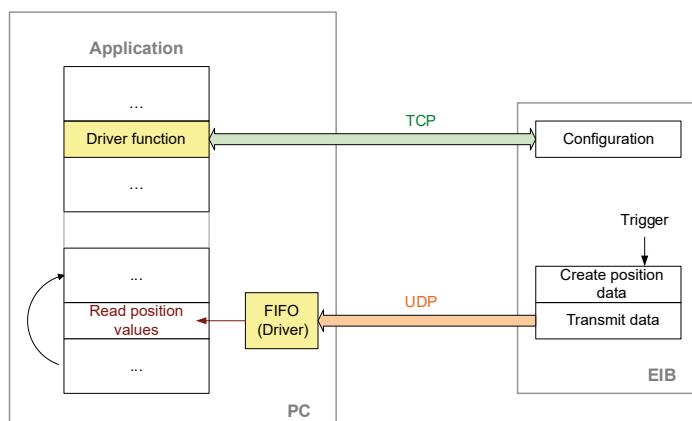 Application
...
Driver function
...
TCP
Configuration
Trigger
...
Read position
values
...
FIFO
(Driver)
UDP
Create position
data
Transmit data
EIB
PC